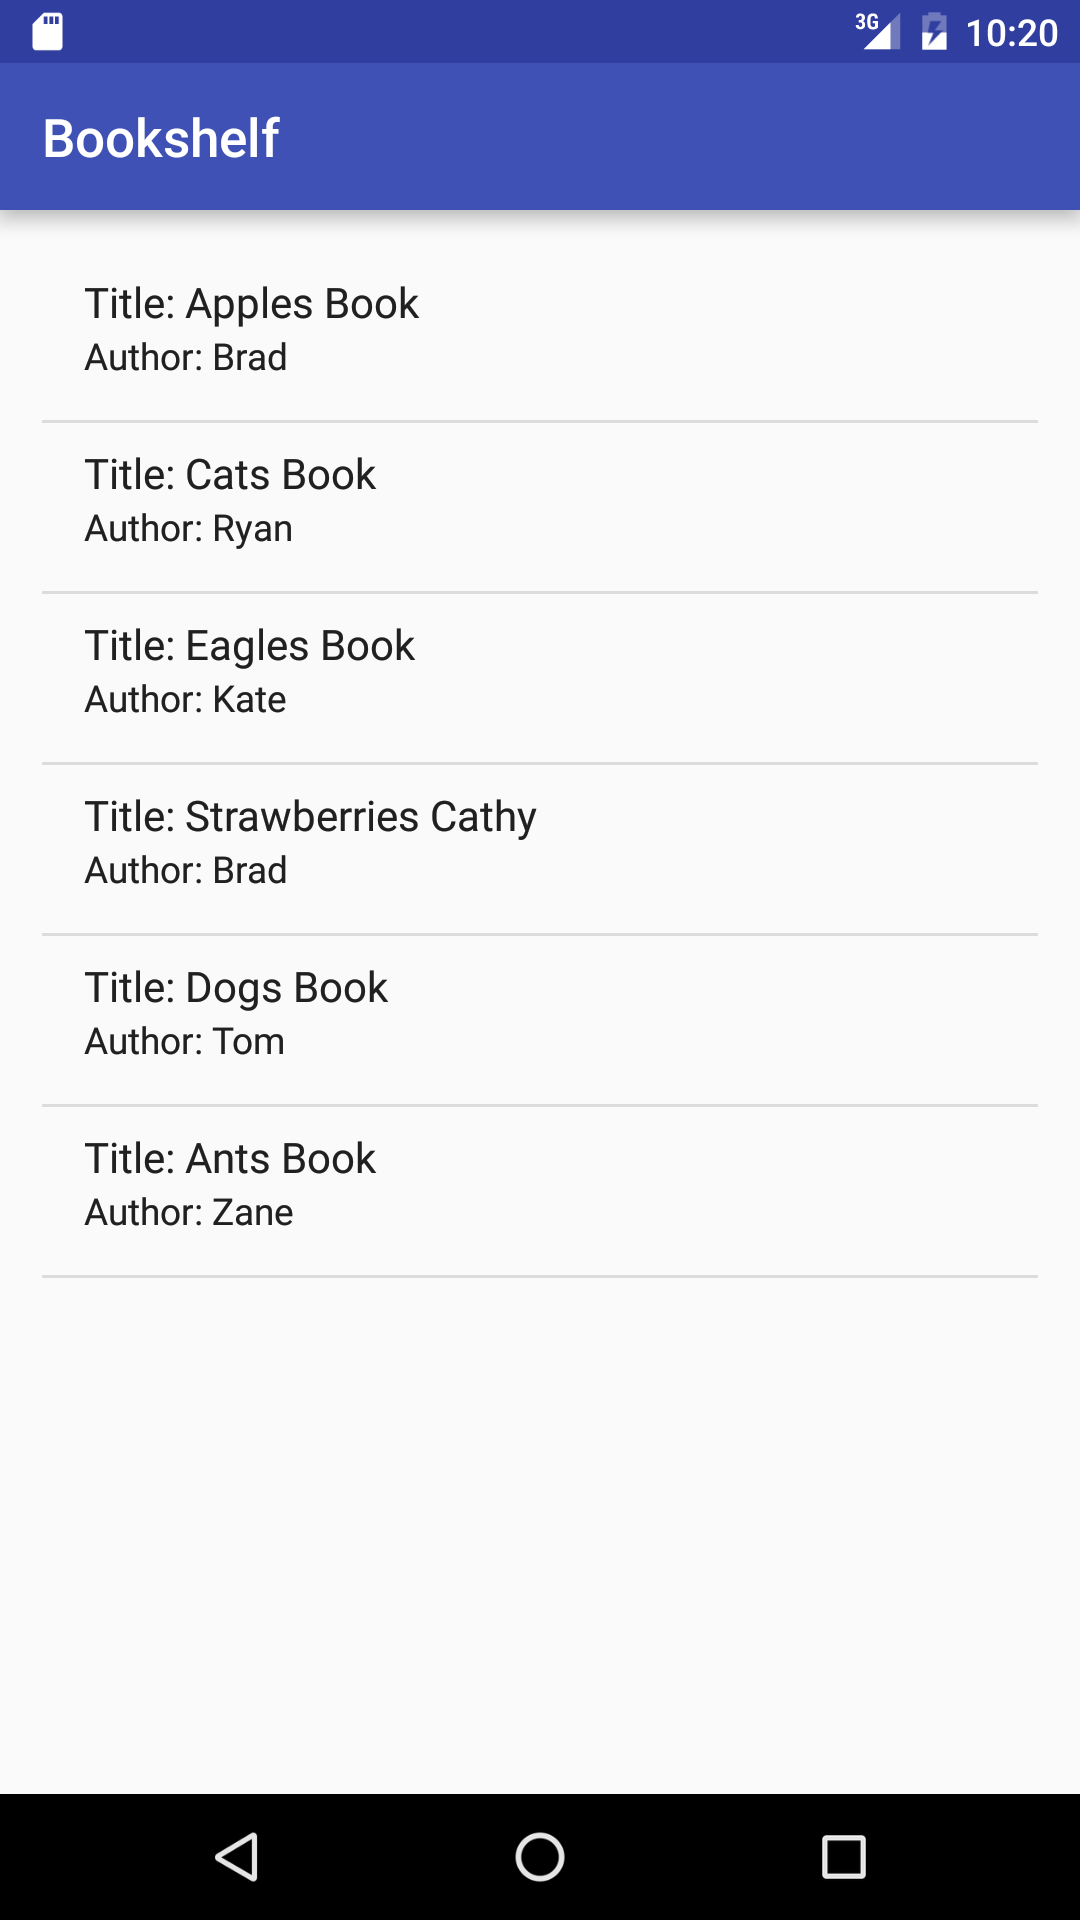 3G 10:20
Bookshelf
Title: Apples Book
Author: Brad
Title: Cats Book
Author: Ryan
Title: Eagles Book
Author: Kate
Title: Strawberries Cathy
Author: Brad
Title: Dogs Book
Author: Tom
Title: Ants Book
Author: Zane